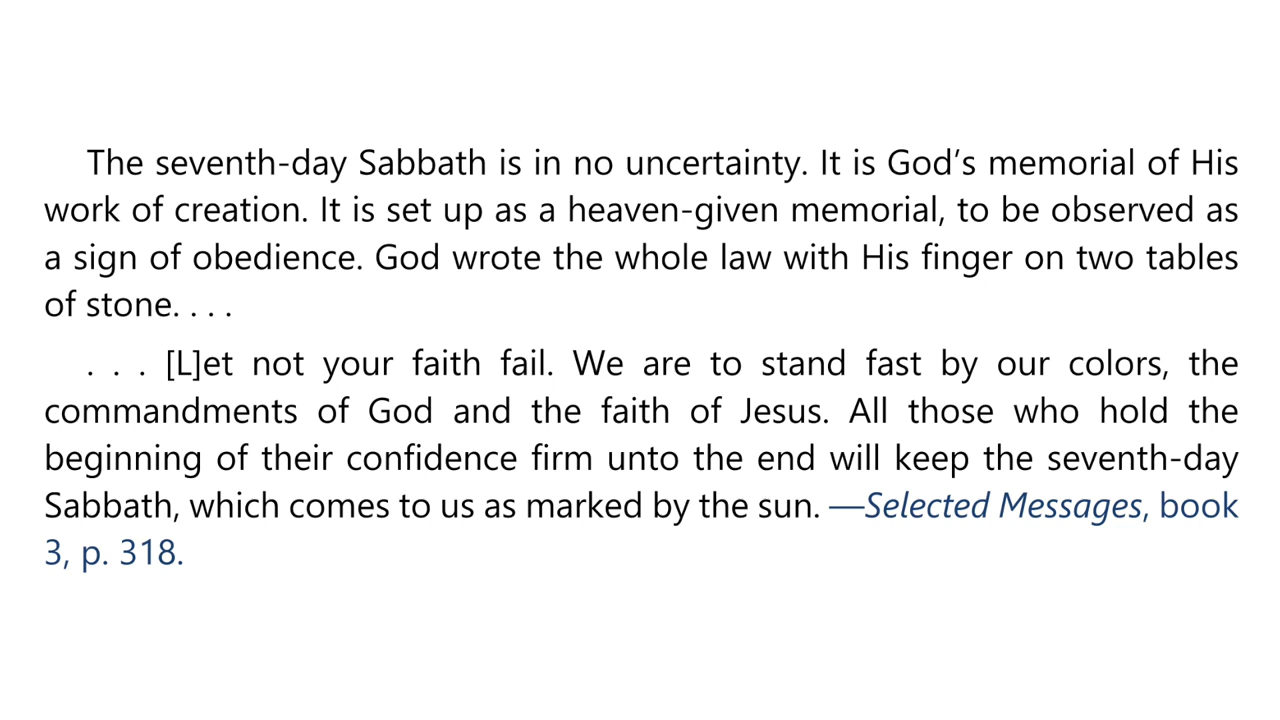 The seventh-day Sabbath is in no uncertainty. It is God’s memorial of His
work of creation. It is set up as a heaven-given memorial, to be observed as
a sign of obedience. God wrote the whole law with His finger on two tables
of stone. . . .
. . . [L]et not your faith fail. We are to stand fast by our colors, the
commandments of God and the faith of Jesus. All those who hold the
beginning of their confidence firm unto the end will keep the seventh-day
Sabbath, which comes to us as marked by the sun. —Selected Messages, book
3, p. 318.